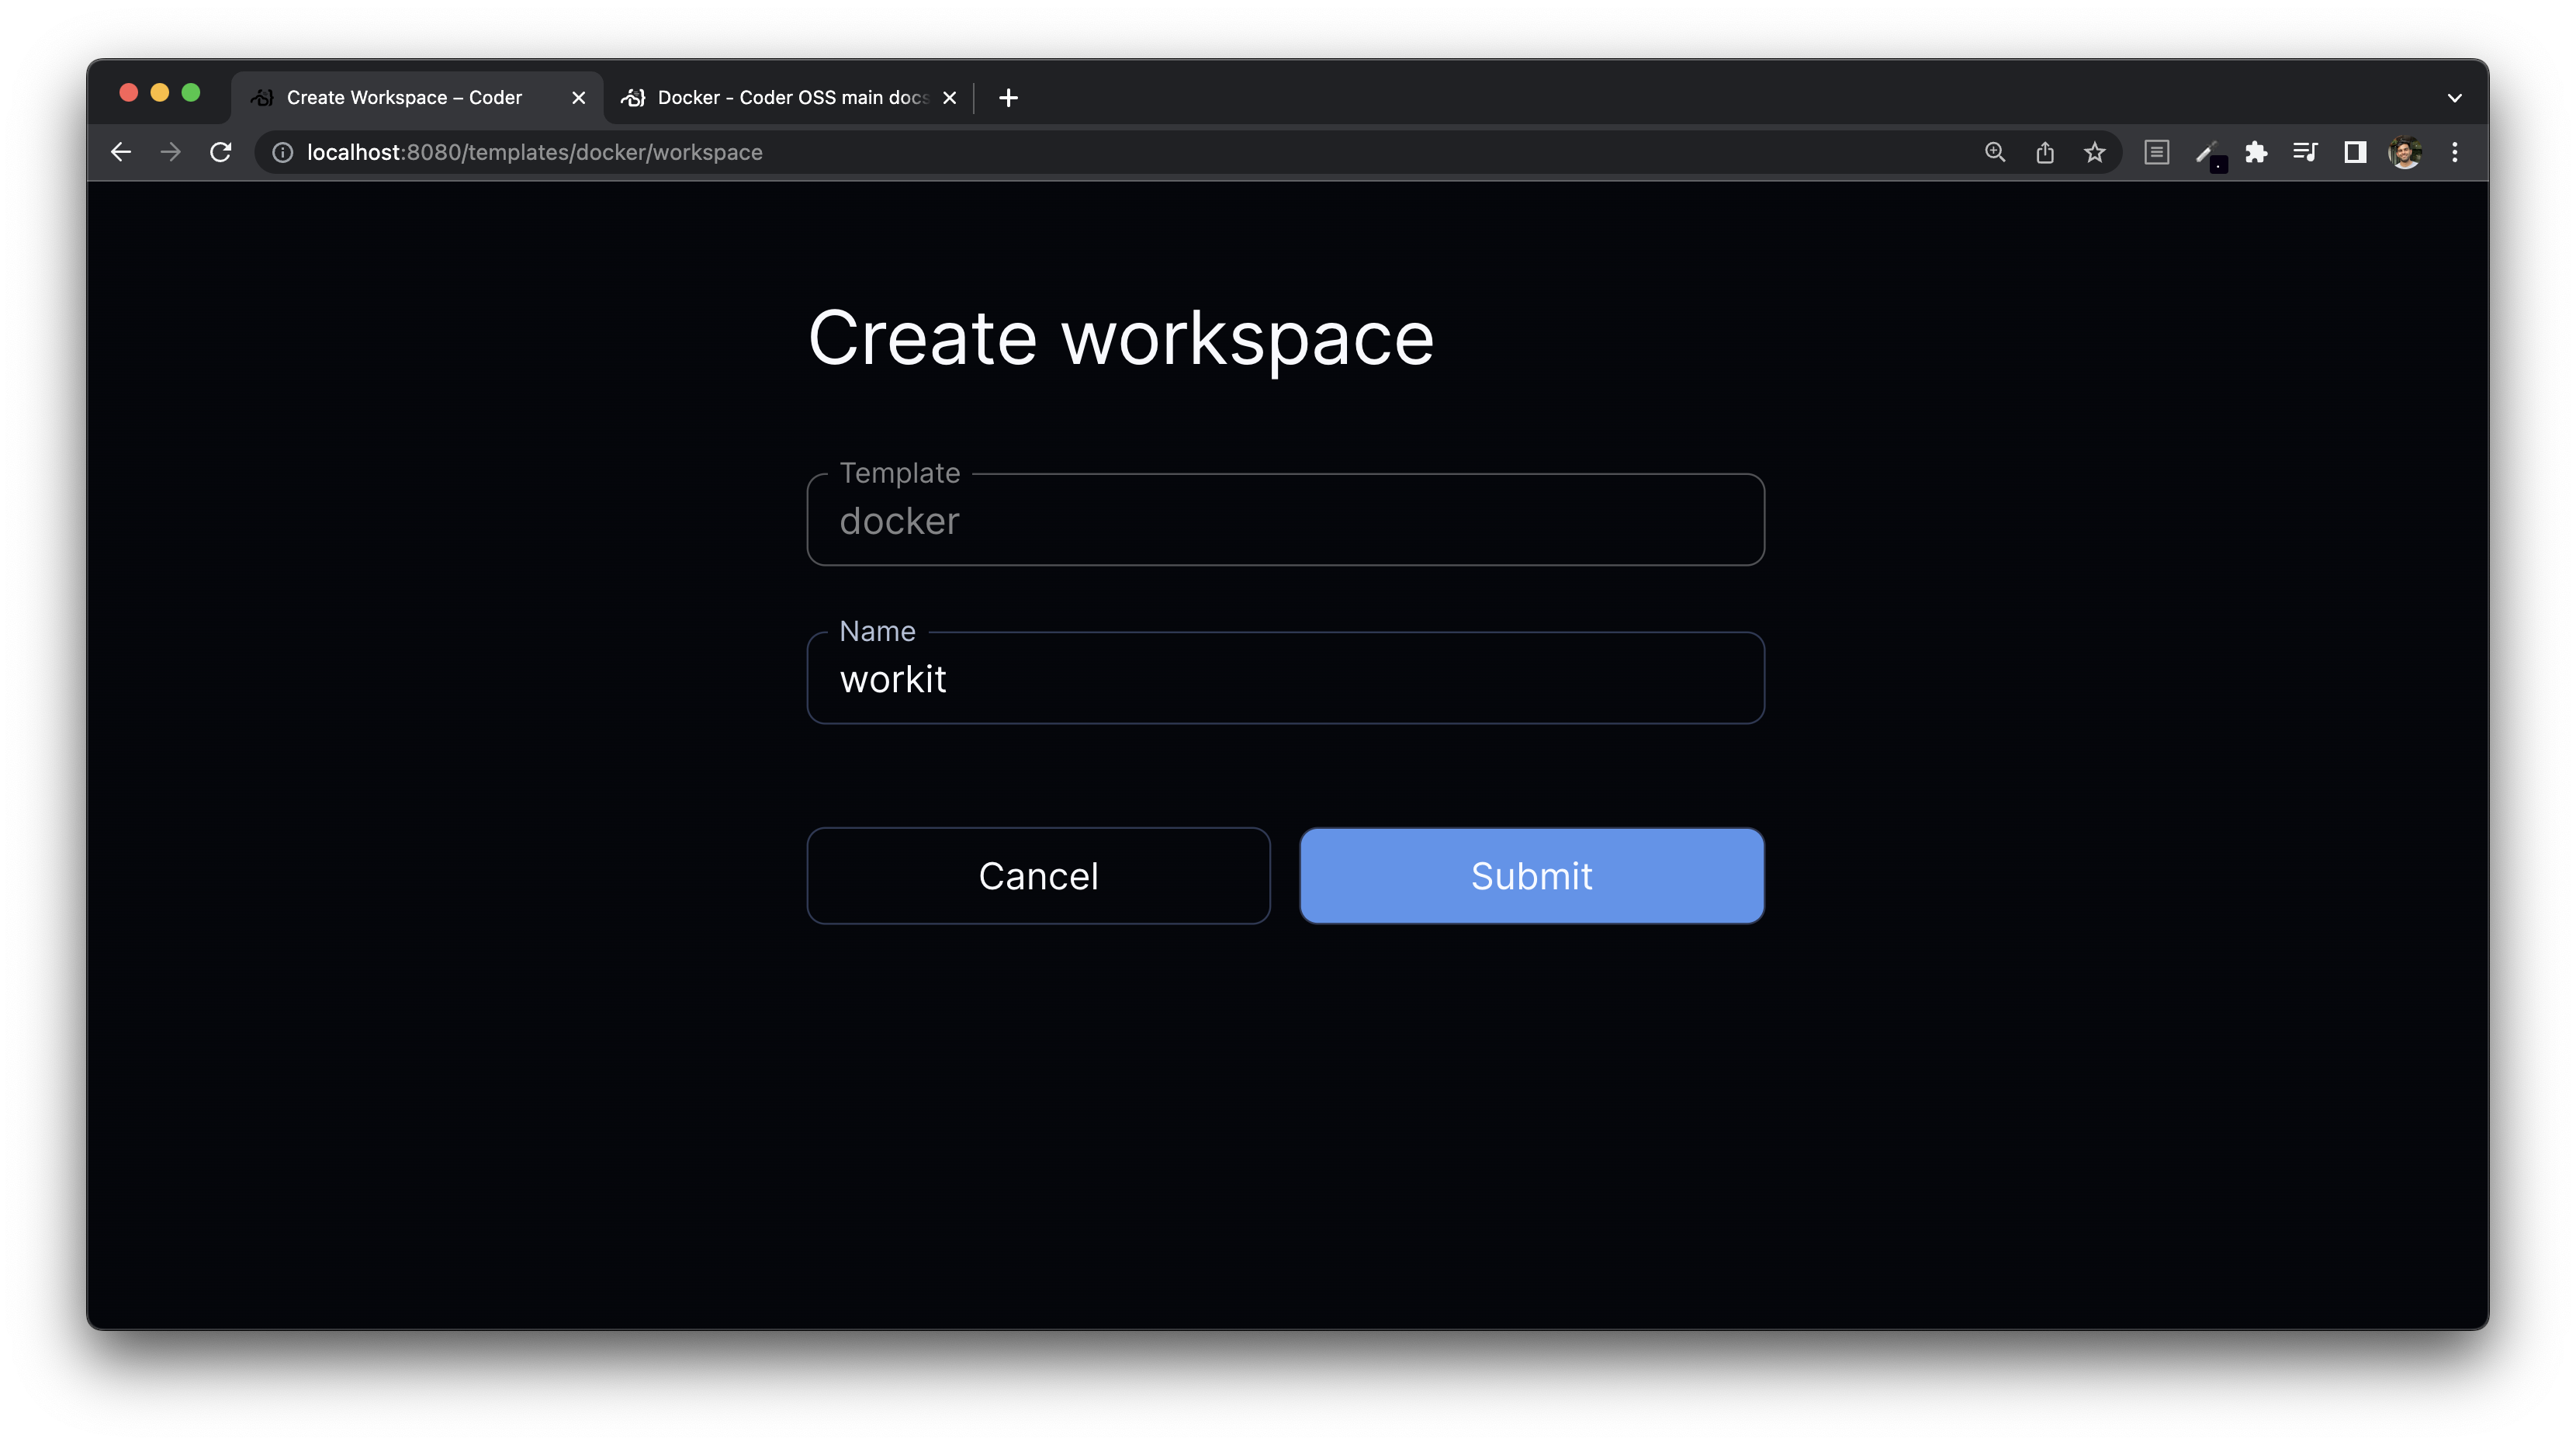 Create Workspace – Coder
Docker - Coder OSS main docs
localhost:8080/templates/docker/workspace
Create workspace
Template
docker
Name
workit
Cancel
Submit